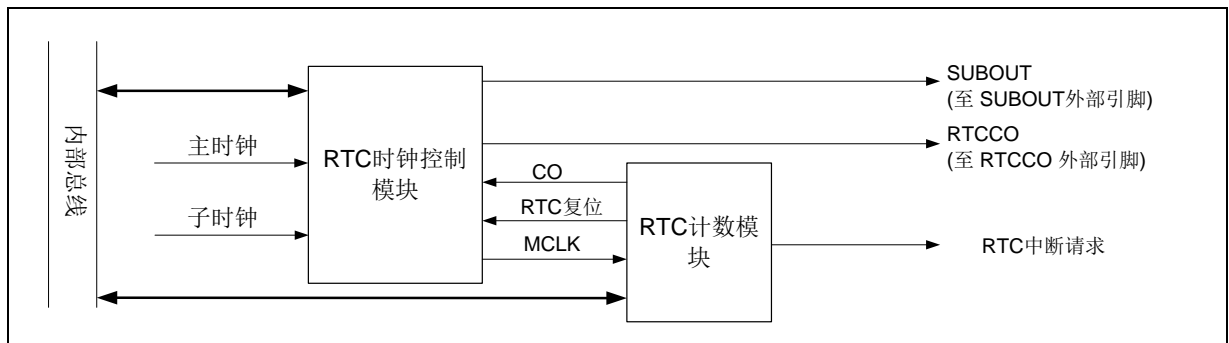 内部总线
主时钟
子时钟
RTC时钟控制
模块
CO
RTC复位
MCLK
RTC计数模
块
SUBOUT
(至 SUBOUT外部引脚)
RTCCO
(至 RTCCO 外部引脚)
RTC中断请求